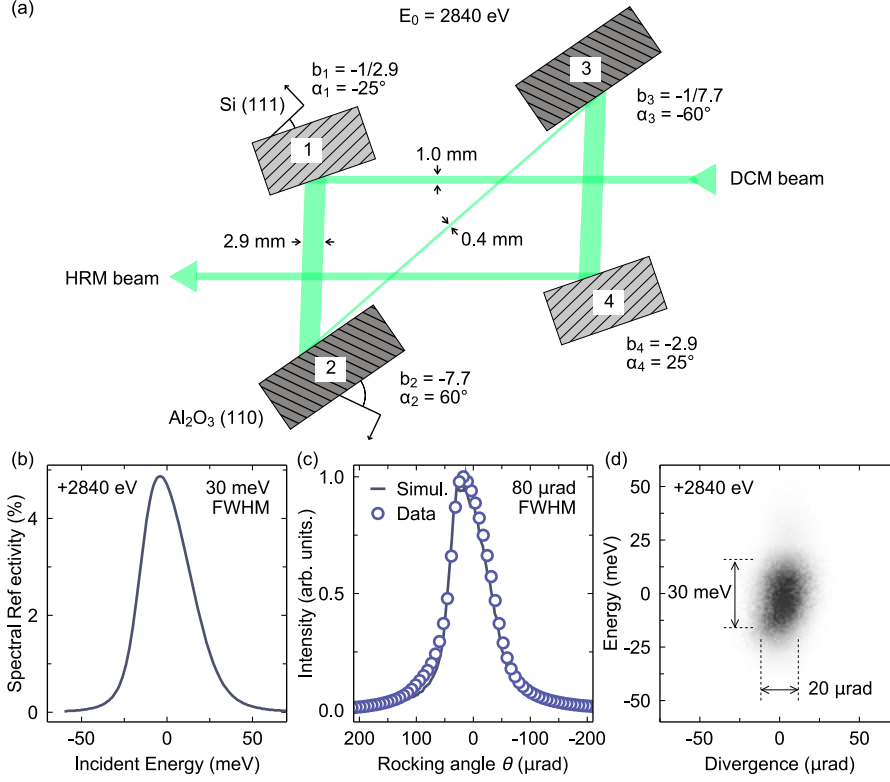 (a)
E₀ = 2840 eV
3
b₁ = -1/2.9
α₁ = -25°
b₃ = -1/7.7
α₃ = -60°
Si (111)
1
1.0 mm
DCM beam
2.9 mm
0.4 mm
HRM beam
4
b₄ = -2.9
α₄ = 25°
2
b₂ = -7.7
α₂ = 60°
Al₂O₃ (110)
(b)
+2840 eV
30 meV
FWHM
Spectral Ref ectivity (%)
4
2
0
-50
0
50
Incident Energy (meV)
(c)
Simul.
Data
80 μrad
FWHM
Intensity (arb. units.)
1.0
0.5
0.0
200
100
0
-100
-200
Rocking angle θ (μrad)
(d)
+2840 eV
Energy (meV)
50
25
0
-25
-50
30 meV
20 μrad
-50
0
50
Divergence (μrad)